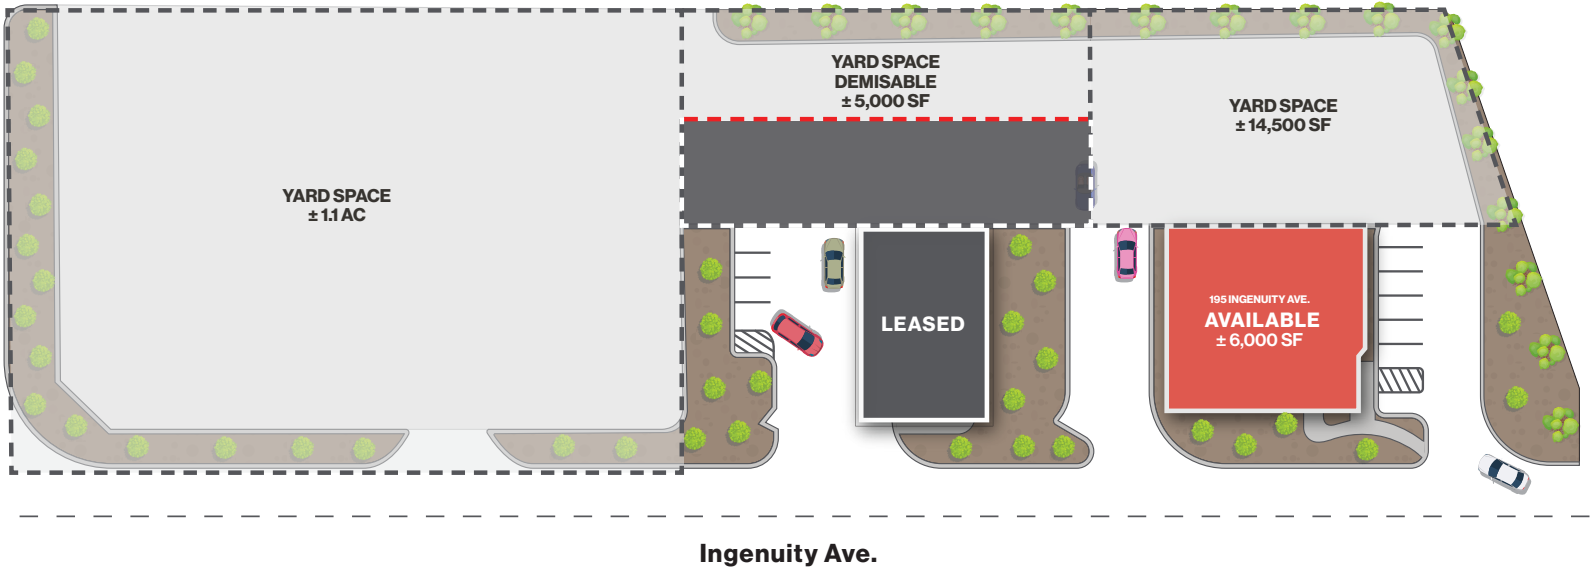 YARD SPACE
± 1.1 AC
YARD SPACE
DEMISABLE
± 5,000 SF
YARD SPACE
± 14,500 SF
LEASED
195 INGENUITY AVE.
AVAILABLE
± 6,000 SF
Ingenuity Ave.